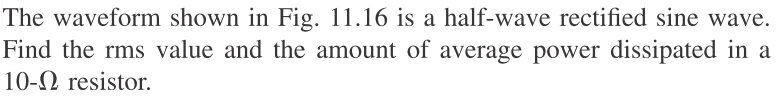 The waveform shown in Fig. 11.16 is a half-wave rectified sine wave.
Find the rms value and the amount of average power dissipated in a
10-Ω resistor.